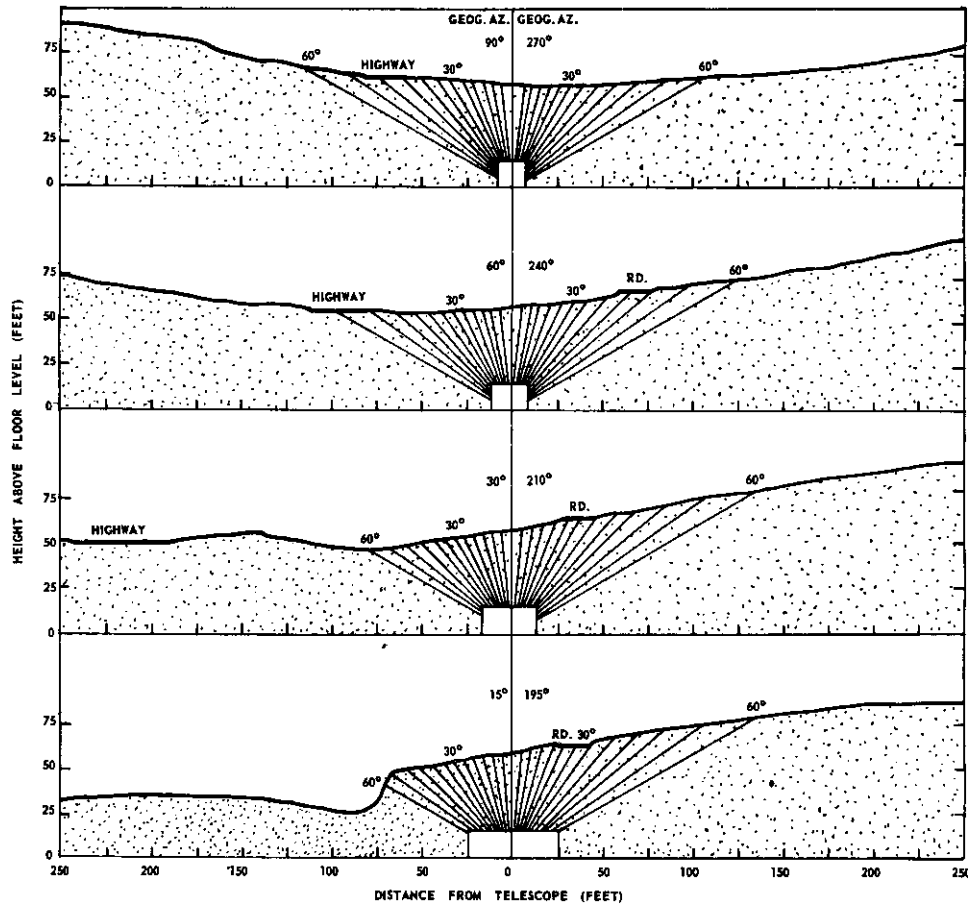 GEOG. AZ. GEOG. AZ.
90° 270°
60° HIGHWAY 30° 30° 60°
75
50
25
0
60° 240°
HIGHWAY 30° 30° RD. 60°
75
50
25
0
30° 210°
HIGHWAY 60° 30° RD. 60°
75
50
25
0
15° 195°
60° 30° RD. 30° 60°
75
50
25
0
HEIGHT ABOVE FLOOR LEVEL (FEET)
250 200 150 100 50 0 50 100 150 200 250
DISTANCE FROM TELESCOPE (FEET)